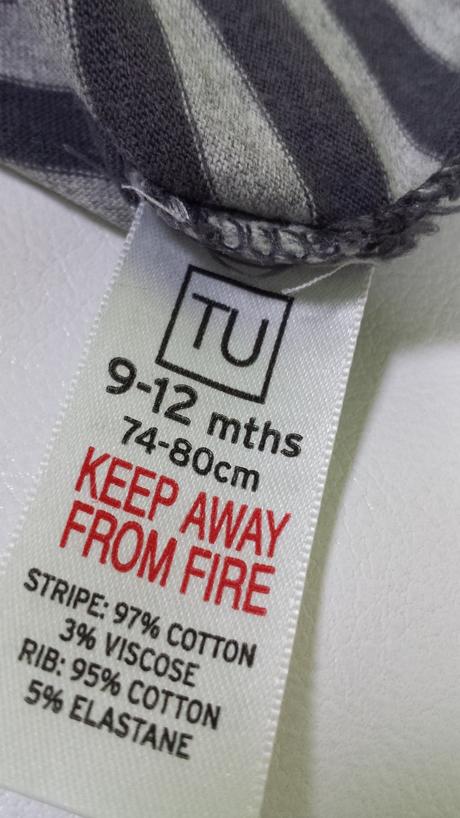 TU
9-12 mths
74-80cm
KEEP AWAY
FROM FIRE
STRIPE: 97% COTTON
3% VISCOSE
RIB: 95% COTTON
5% ELASTANE